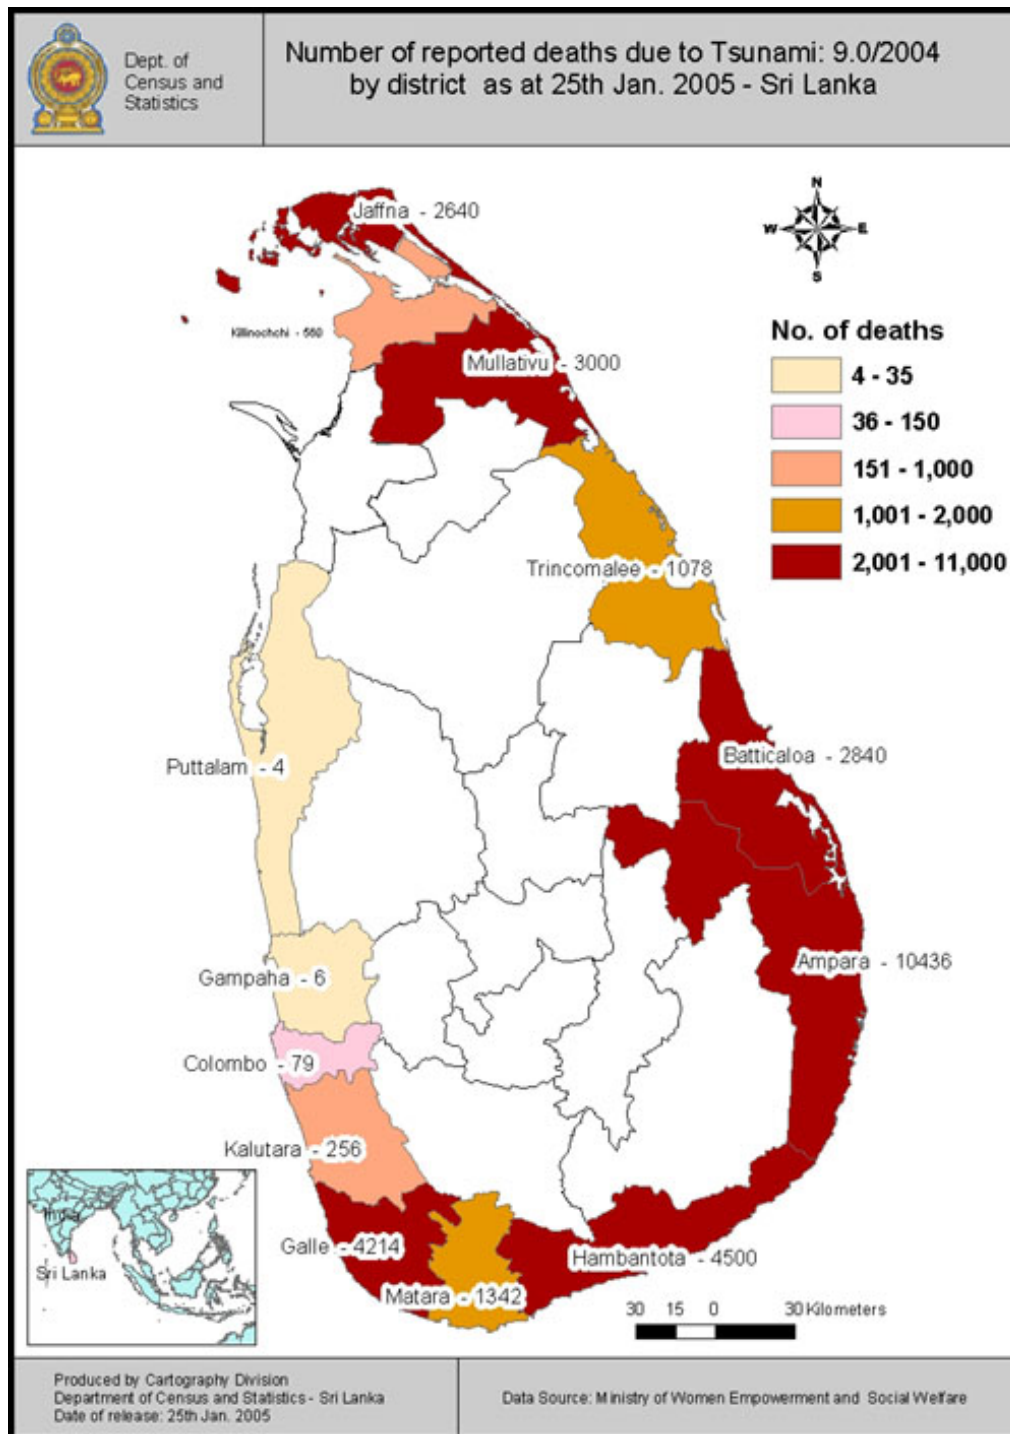 Dept. of
Census and
Statistics
Number of reported deaths due to Tsunami: 9.0/2004
by district as at 25th Jan. 2005 - Sri Lanka
N
W
E
S
Jaffna - 2640
Killinochchi - 560
Mullativu - 3000
No. of deaths
4 - 35
36 - 150
151 - 1,000
1,001 - 2,000
2,001 - 11,000
Trincomalee - 1078
Batticaloa - 2840
Puttalam - 4
Ampara - 10436
Gampaha - 6
Colombo - 79
Kalutara - 256
India
Sri Lanka
Galle - 4214
Hambantota - 4500
Matara - 1342
30 15 0 30 Kilometers
Produced by Cartography Division
Department of Census and Statistics - Sri Lanka
Date of release: 25th Jan. 2005
Data Source: Ministry of Women Empowerment and Social Welfare